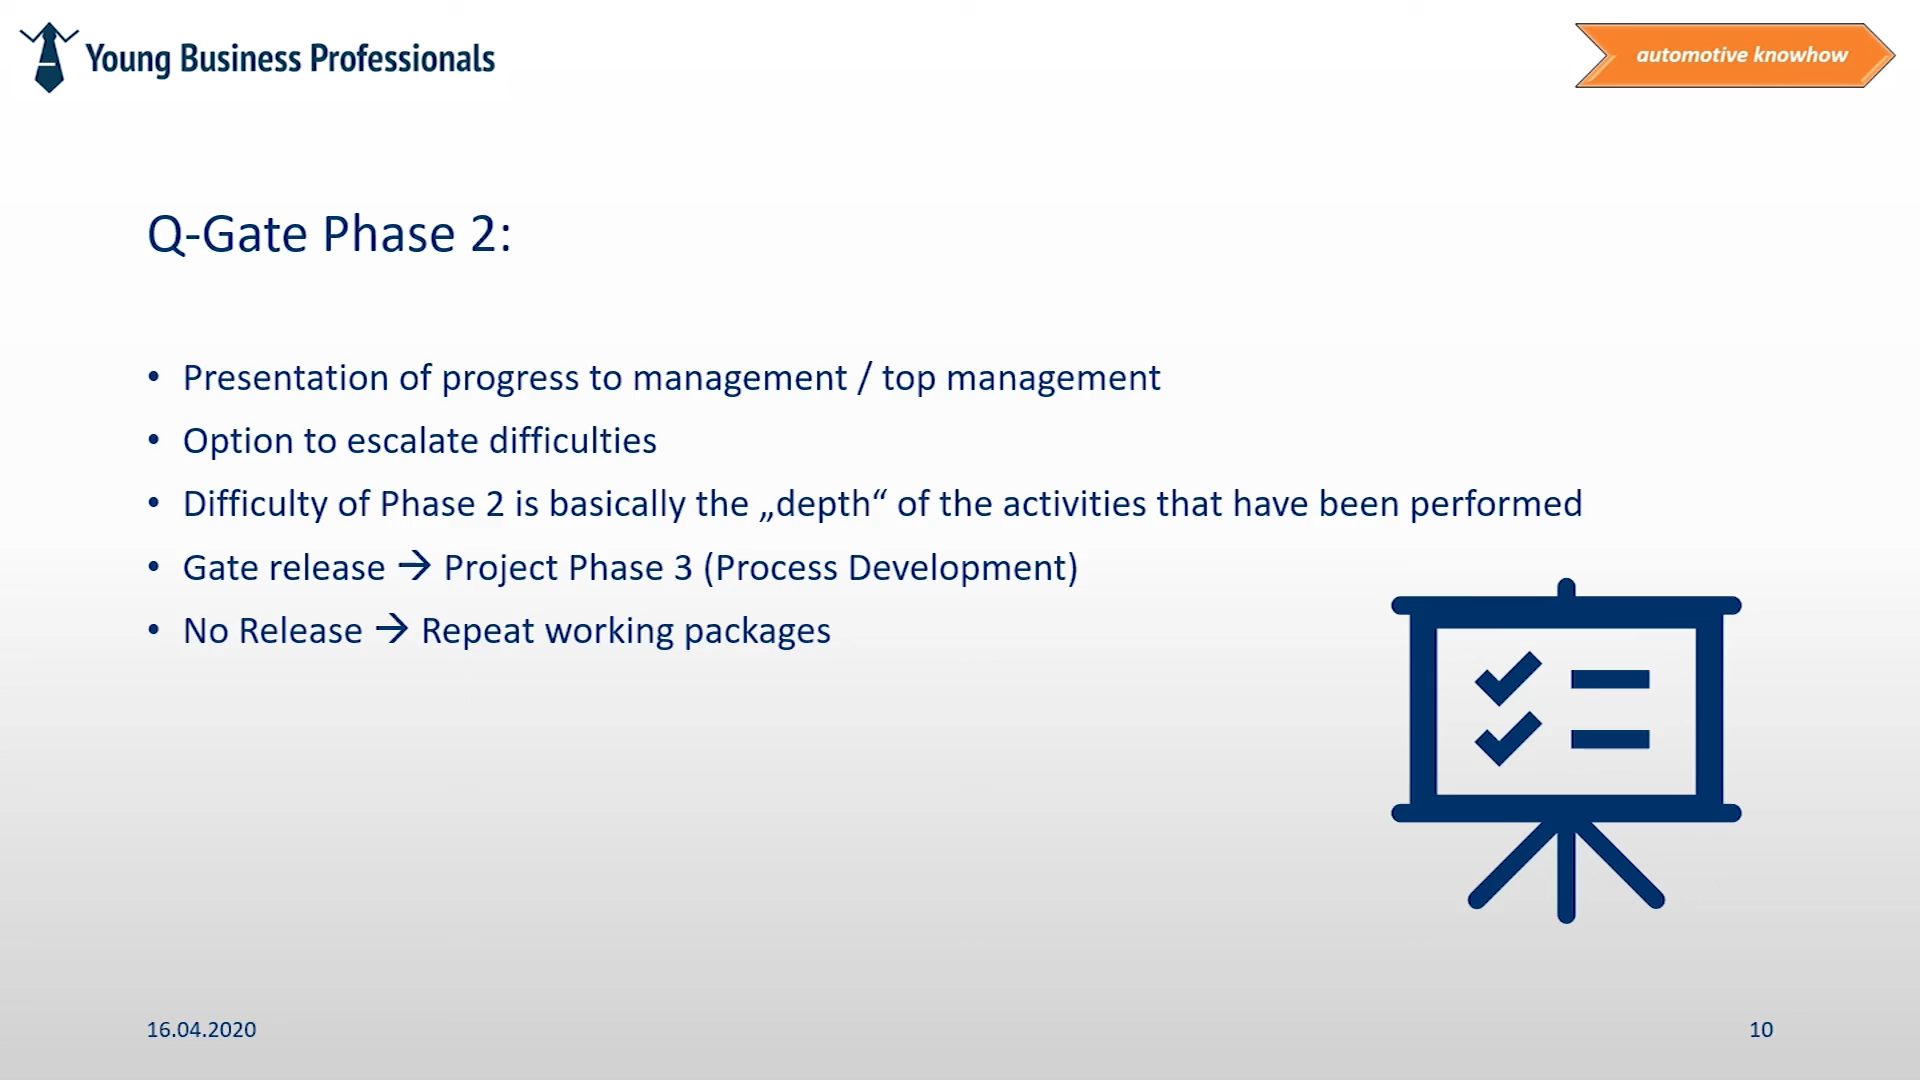 Young Business Professionals
automotive knowhow
Q-Gate Phase 2:
• Presentation of progress to management / top management
• Option to escalate difficulties
• Difficulty of Phase 2 is basically the „depth“ of the activities that have been performed
• Gate release → Project Phase 3 (Process Development)
• No Release → Repeat working packages
16.04.2020
10